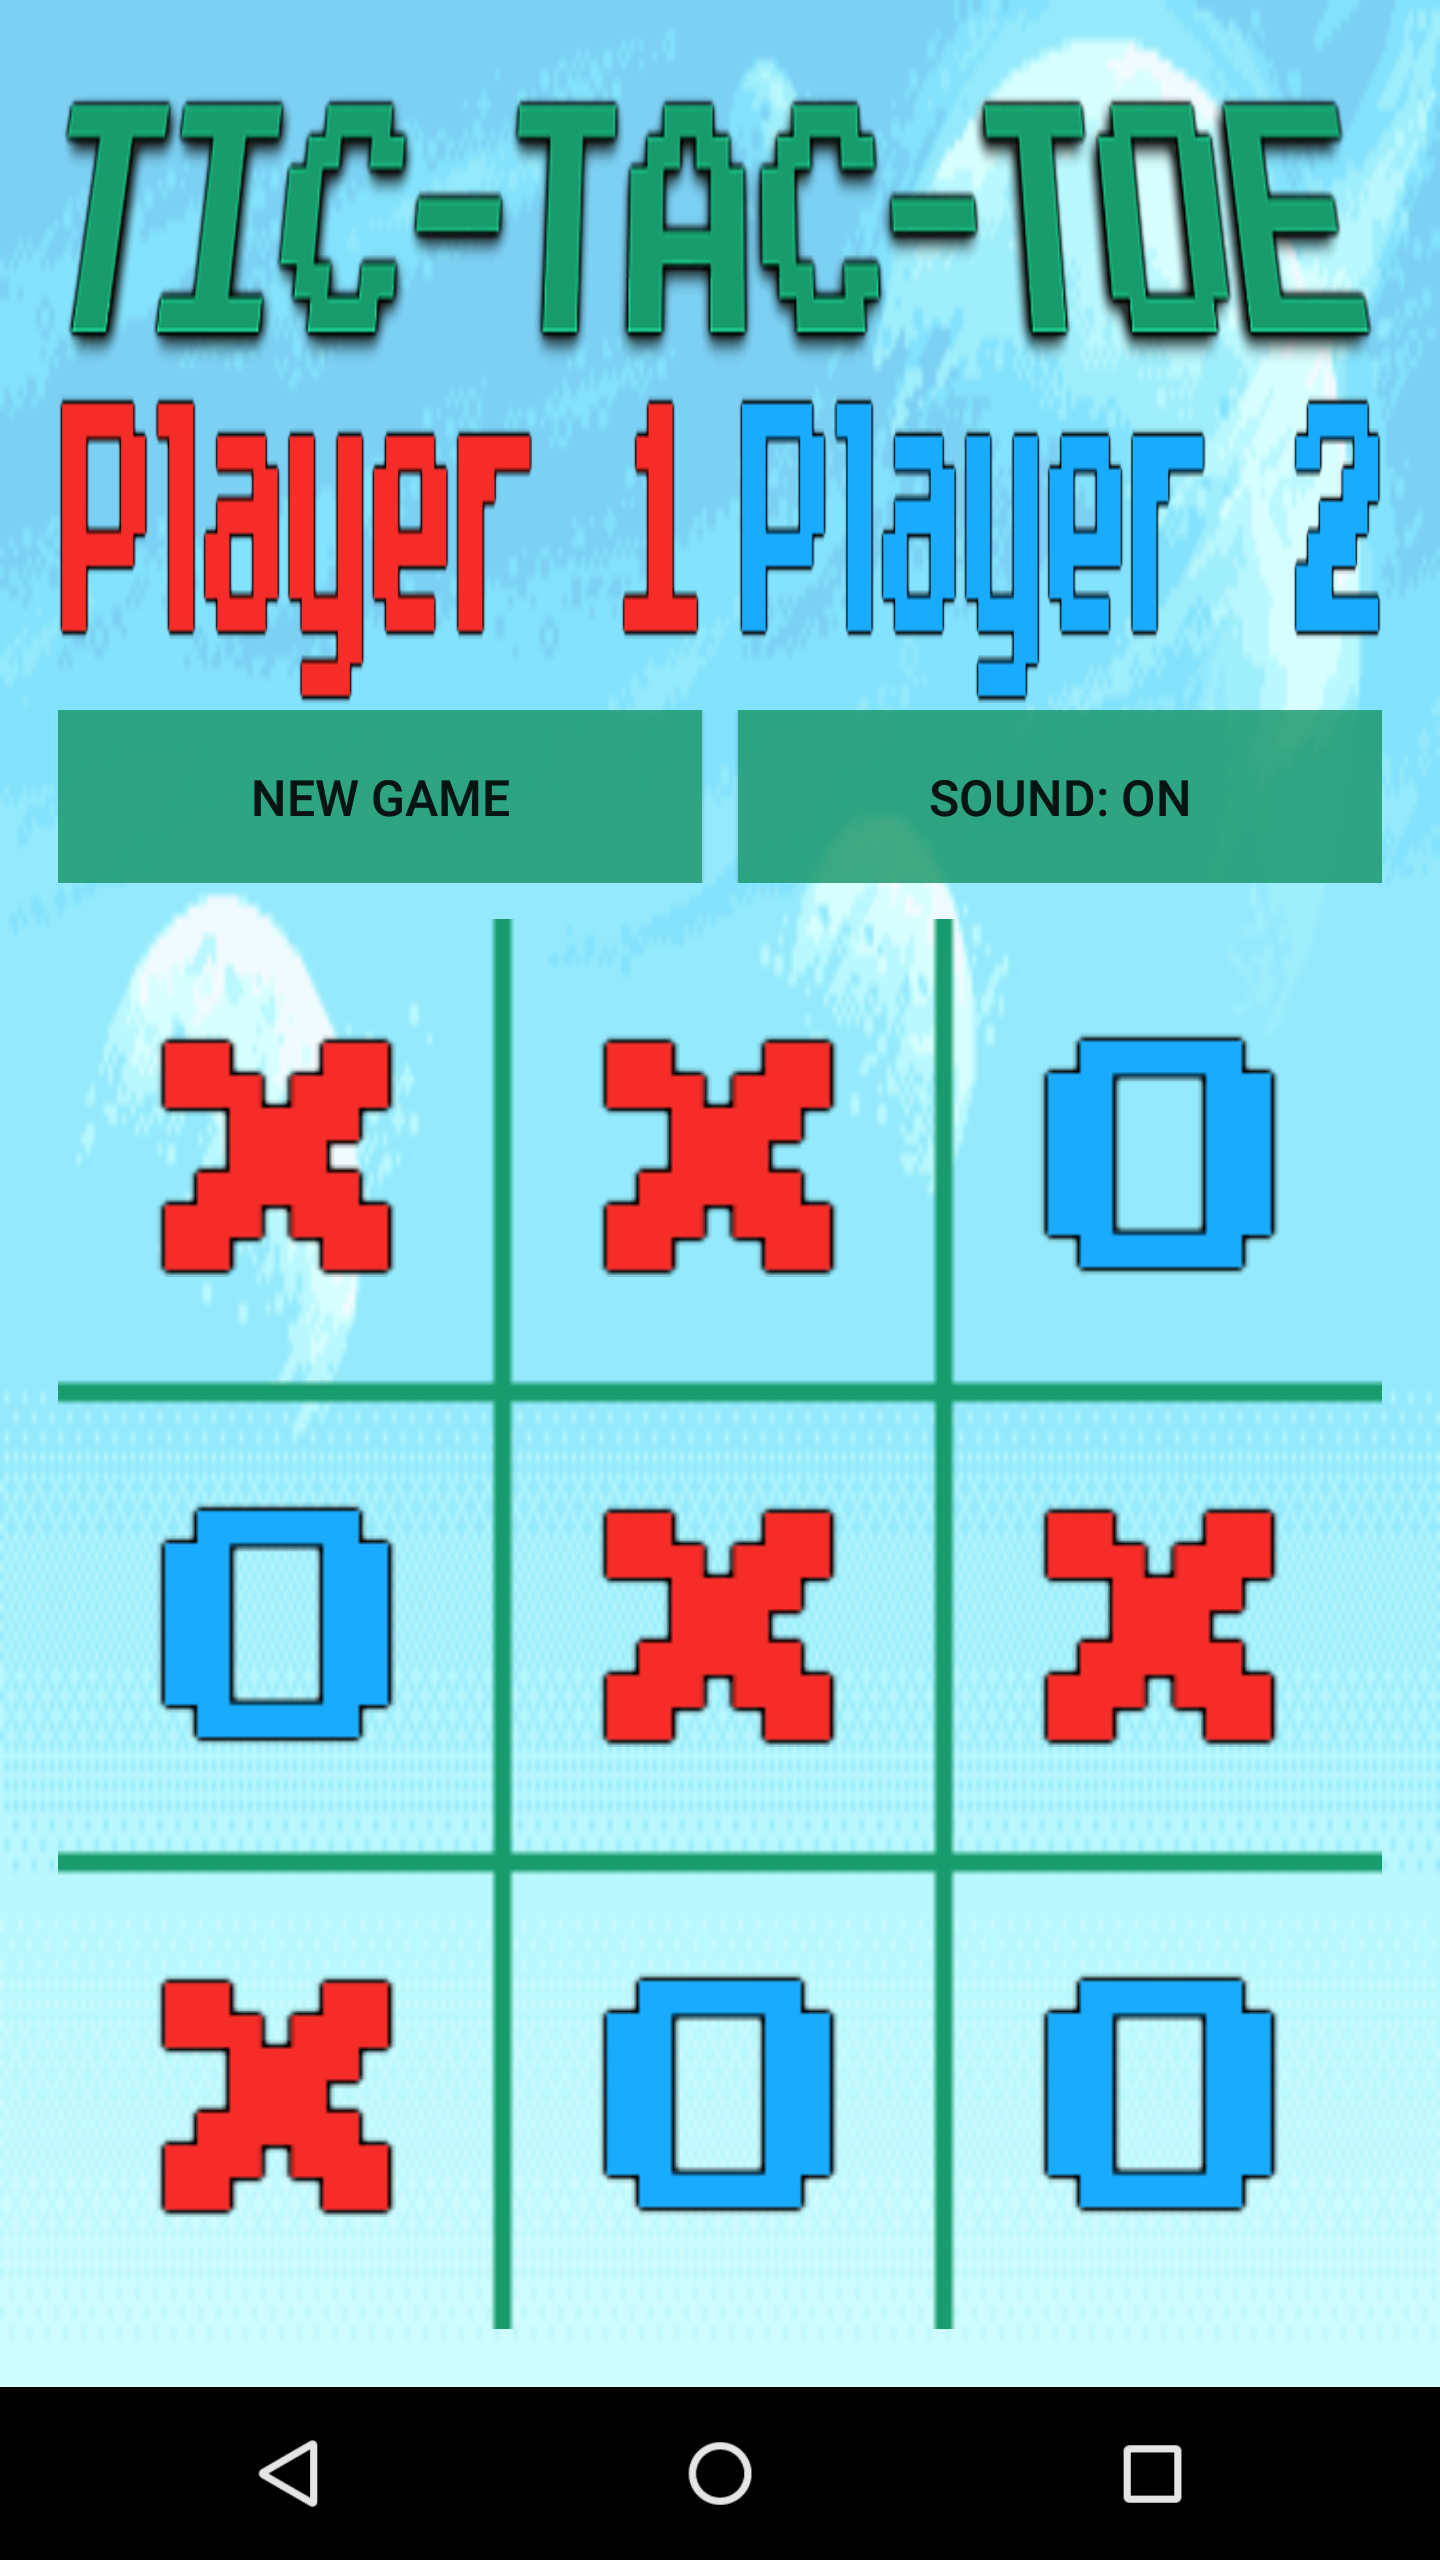 TIC-TAC-TOE
Player 1 Player 2
NEW GAME SOUND: ON
X X O
O X X
X O O